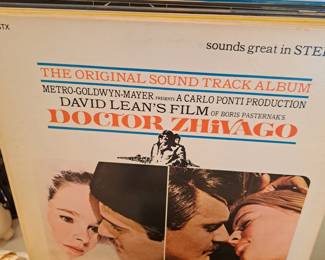 STX
sounds great in STE
THE ORIGINAL SOUND TRACK ALBUM
METRO-GOLDWYN-MAYER PRESENTS A CARLO PONTI PRODUCTION
DAVID LEAN'S FILM OF BORIS PASTERNAK'S
DOCTOR ZHiVAGO